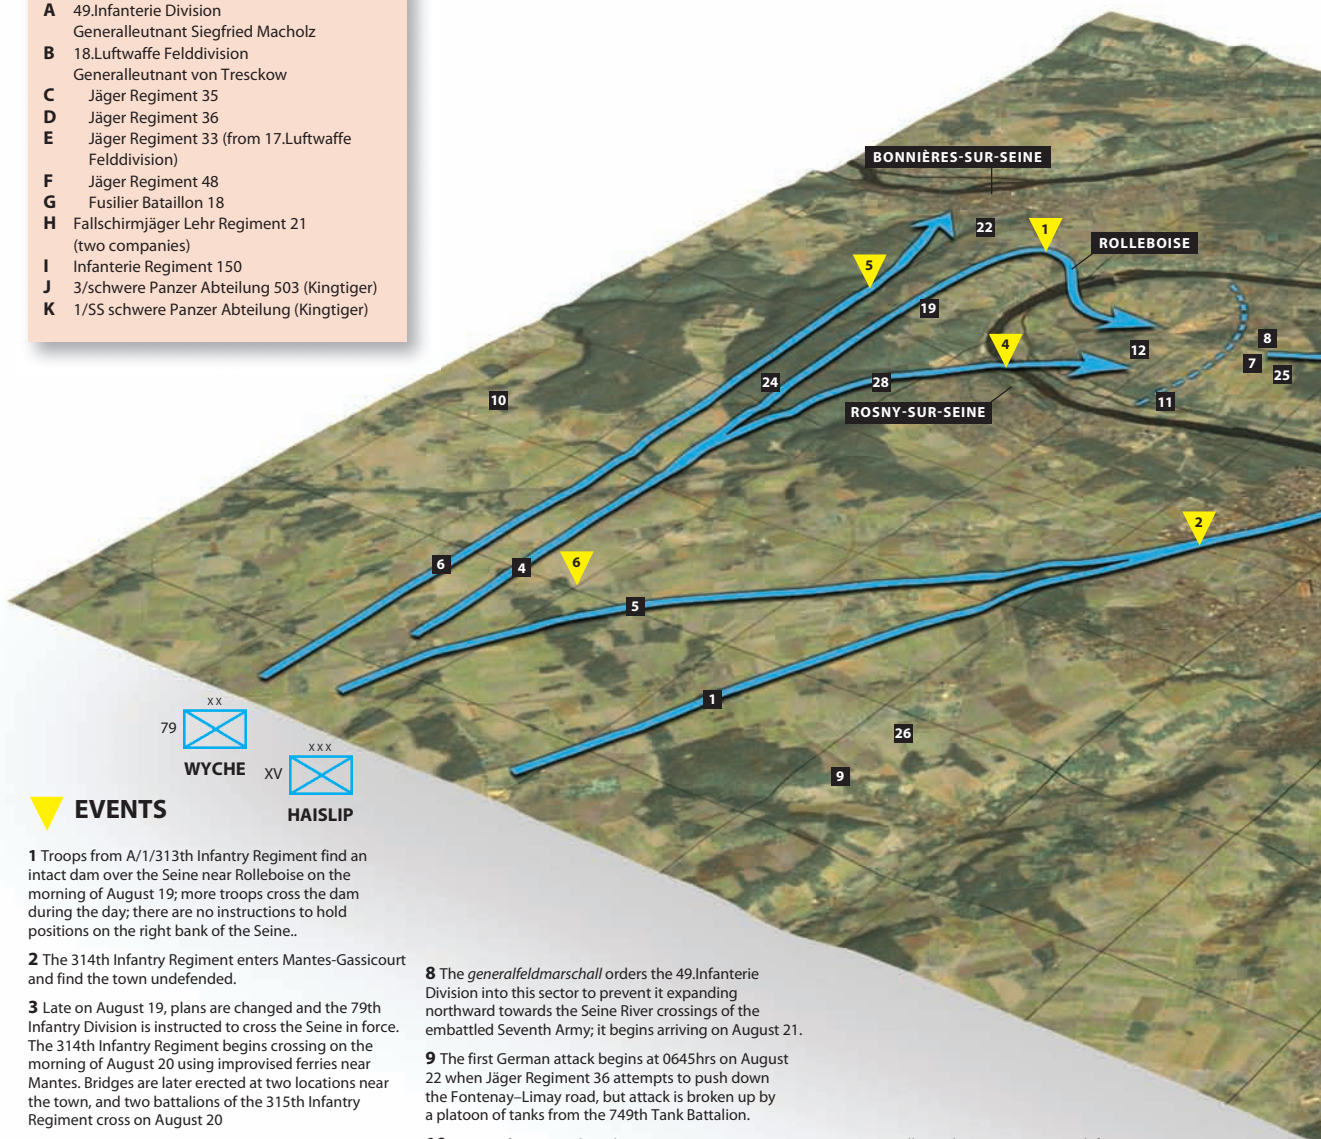 A 49.Infanterie Division
Generalleutnant Siegfried Macholz
B 18.Luftwaffe Felddivision
Generalleutnant von Tresckow
C Jäger Regiment 35
D Jäger Regiment 36
E Jäger Regiment 33 (from 17.Luftwaffe
Felddivision)
F Jäger Regiment 48
G Fusilier Bataillon 18
H Fallschirmjäger Lehr Regiment 21
(two companies)
I Infanterie Regiment 150
J 3/schwere Panzer Abteilung 503 (Kingtiger)
K 1/SS schwere Panzer Abteilung (Kingtiger)
BONNIÈRES-SUR-SEINE
22
1
ROLLEBOISE
5
19
4
12
8
7
25
24
28
10
11
ROSNY-SUR-SEINE
2
6
4
6
5
1
26
9
XX
79
WYCHE
XXX
XV
HAISLIP
EVENTS
1 Troops from A/1/313th Infantry Regiment find an
intact dam over the Seine near Rolleboise on the
morning of August 19; more troops cross the dam
during the day; there are no instructions to hold
positions on the right bank of the Seine..
2 The 314th Infantry Regiment enters Mantes-Gassicourt
and find the town undefended.
3 Late on August 19, plans are changed and the 79th
Infantry Division is instructed to cross the Seine in force.
The 314th Infantry Regiment begins crossing on the
morning of August 20 using improvised ferries near
Mantes. Bridges are later erected at two locations near
the town, and two battalions of the 315th Infantry
Regiment cross on August 20
8 The generalfeldmarschall orders the 49.Infanterie
Division into this sector to prevent it expanding
northward towards the Seine River crossings of the
embattled Seventh Army; it begins arriving on August 21.
9 The first German attack begins at 0645hrs on August
22 when Jäger Regiment 36 attempts to push down
the Fontenay–Limay road, but attack is broken up by
a platoon of tanks from the 749th Tank Battalion.